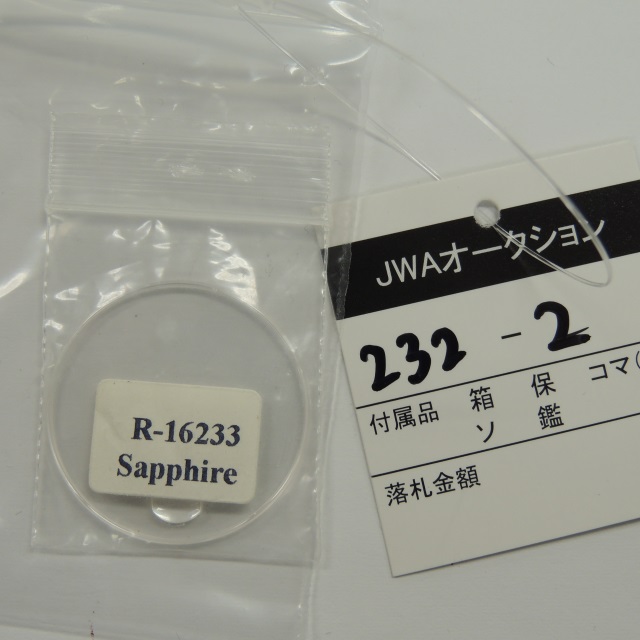 R-16233
Sapphire
JWAオークション
232-2
付属品 箱 保 コマ(
ソ 鑑
落札金額